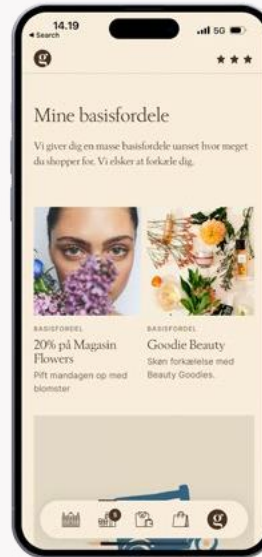 14.19
5G
◀ Search
g
Mine basisfordele
Vi giver dig en masse basisfordele uanset hvor meget
du shopper for. Vi elsker at forkæle dig.
BASISFORDEL
20% på Magasin
Flowers
Pift mandagen op med
blomster
BASISFORDEL
Goodie Beauty
Skøn forkælelse med
Beauty Goodies.
g